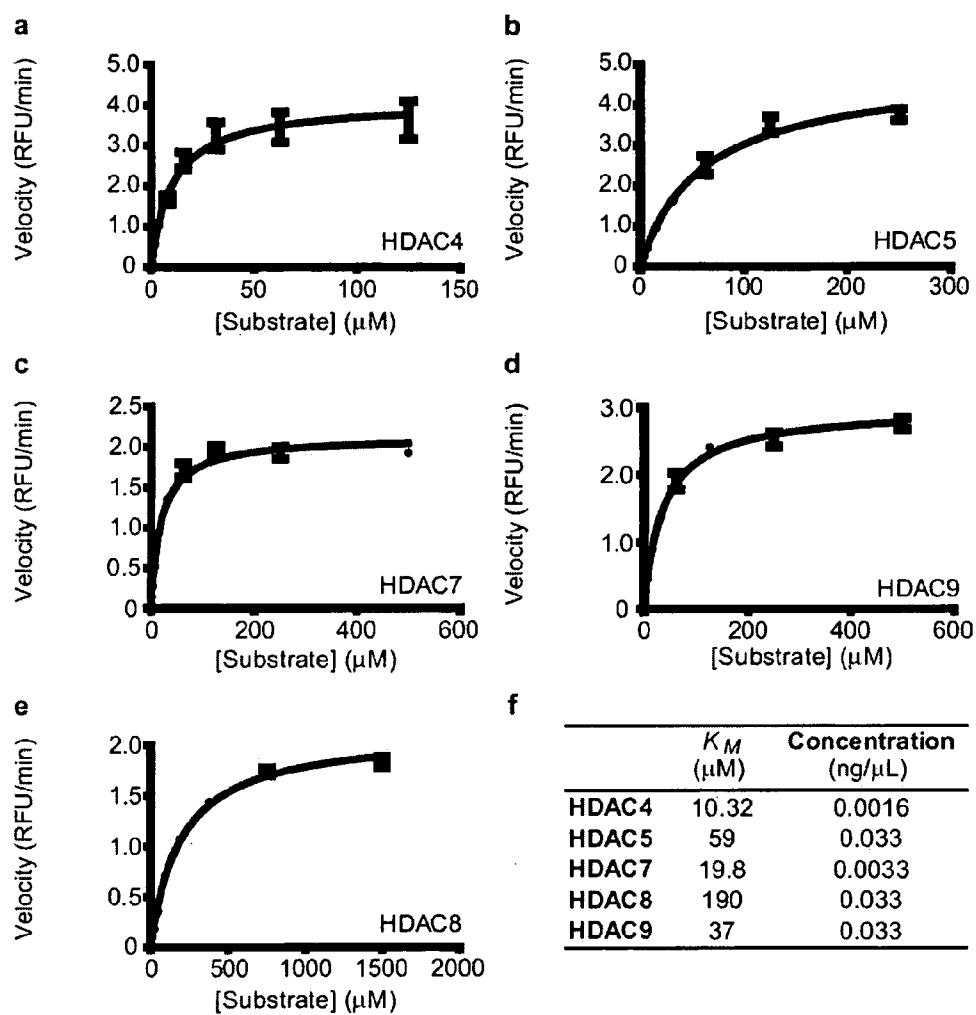 a
Velocity (RFU/min)
5.0
4.0
3.0
2.0
1.0
0
HDAC4
0 50 100 150
[Substrate] (μM)
b
Velocity (RFU/min)
5.0
4.0
3.0
2.0
1.0
0
HDAC5
0 100 200 300
[Substrate] (μM)
c
Velocity (RFU/min)
2.5
2.0
1.5
1.0
0.5
0
HDAC7
0 200 400 600
[Substrate] (μM)
d
Velocity (RFU/min)
3.0
2.0
1.0
0
HDAC9
0 200 400 600
[Substrate] (μM)
e
Velocity (RFU/min)
2.0
1.5
1.0
0.5
0
HDAC8
0 500 1000 1500 2000
[Substrate] (μM)
f
KM Concentration
(μM) (ng/μL)
HDAC4 10.32 0.0016
HDAC5 59 0.033
HDAC7 19.8 0.0033
HDAC8 190 0.033
HDAC9 37 0.033